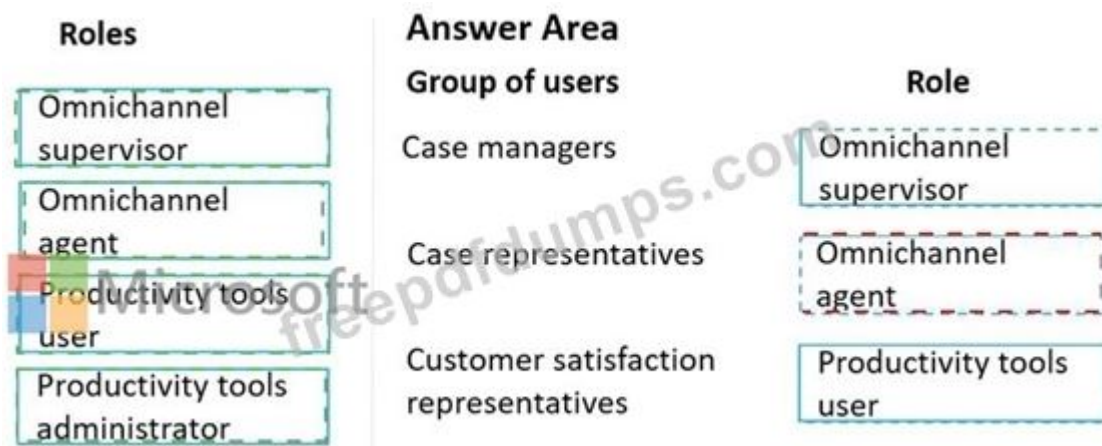 Roles
Omnichannel
supervisor
Omnichannel
agent
Productivity tools
user
Productivity tools
administrator
Microsoft
freepdfdumps.com
Answer Area
Group of users
Role
Case managers
Omnichannel
supervisor
Case representatives
Omnichannel
agent
Customer satisfaction
representatives
Productivity tools
user